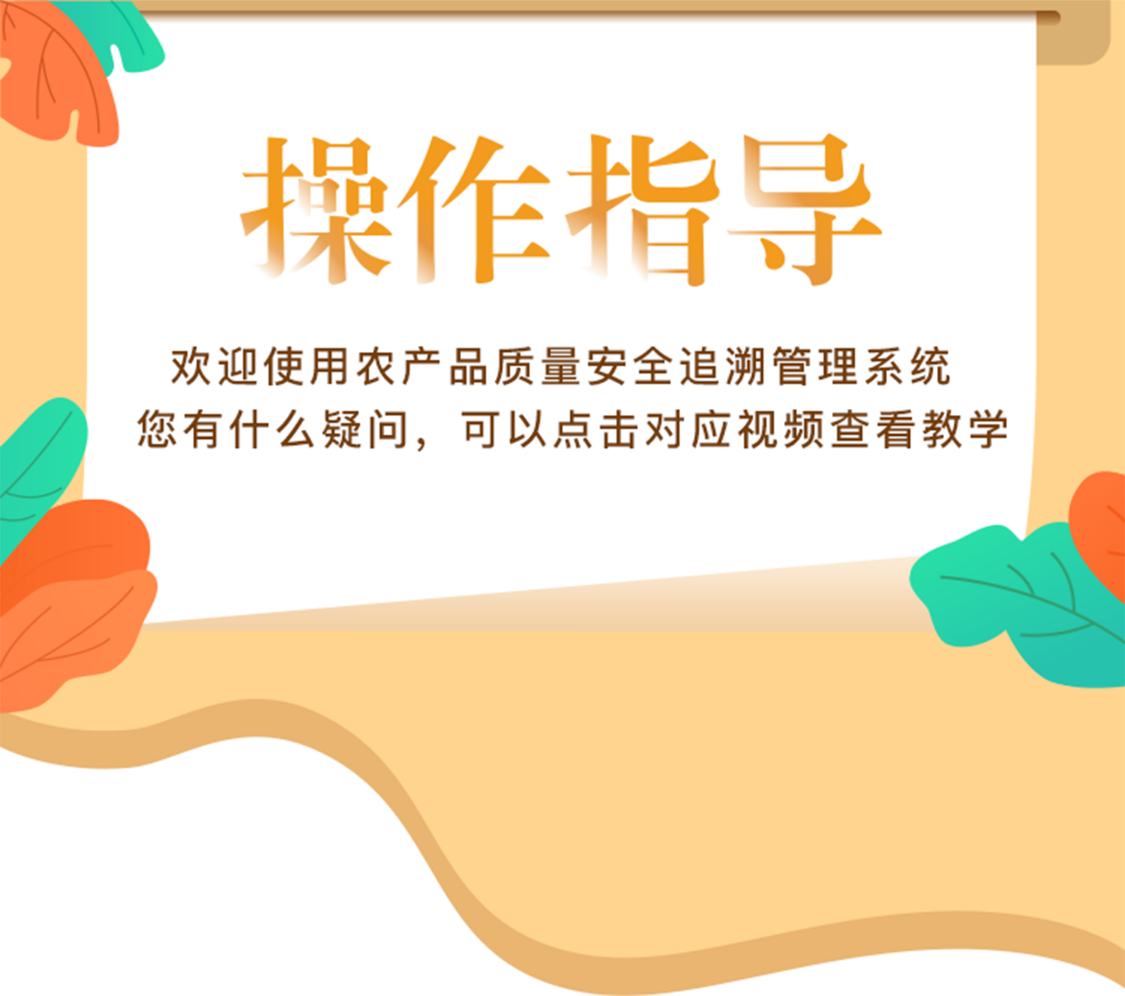 操作指导
欢迎使用农产品质量安全追溯管理系统
您有什么疑问，可以点击对应视频查看教学